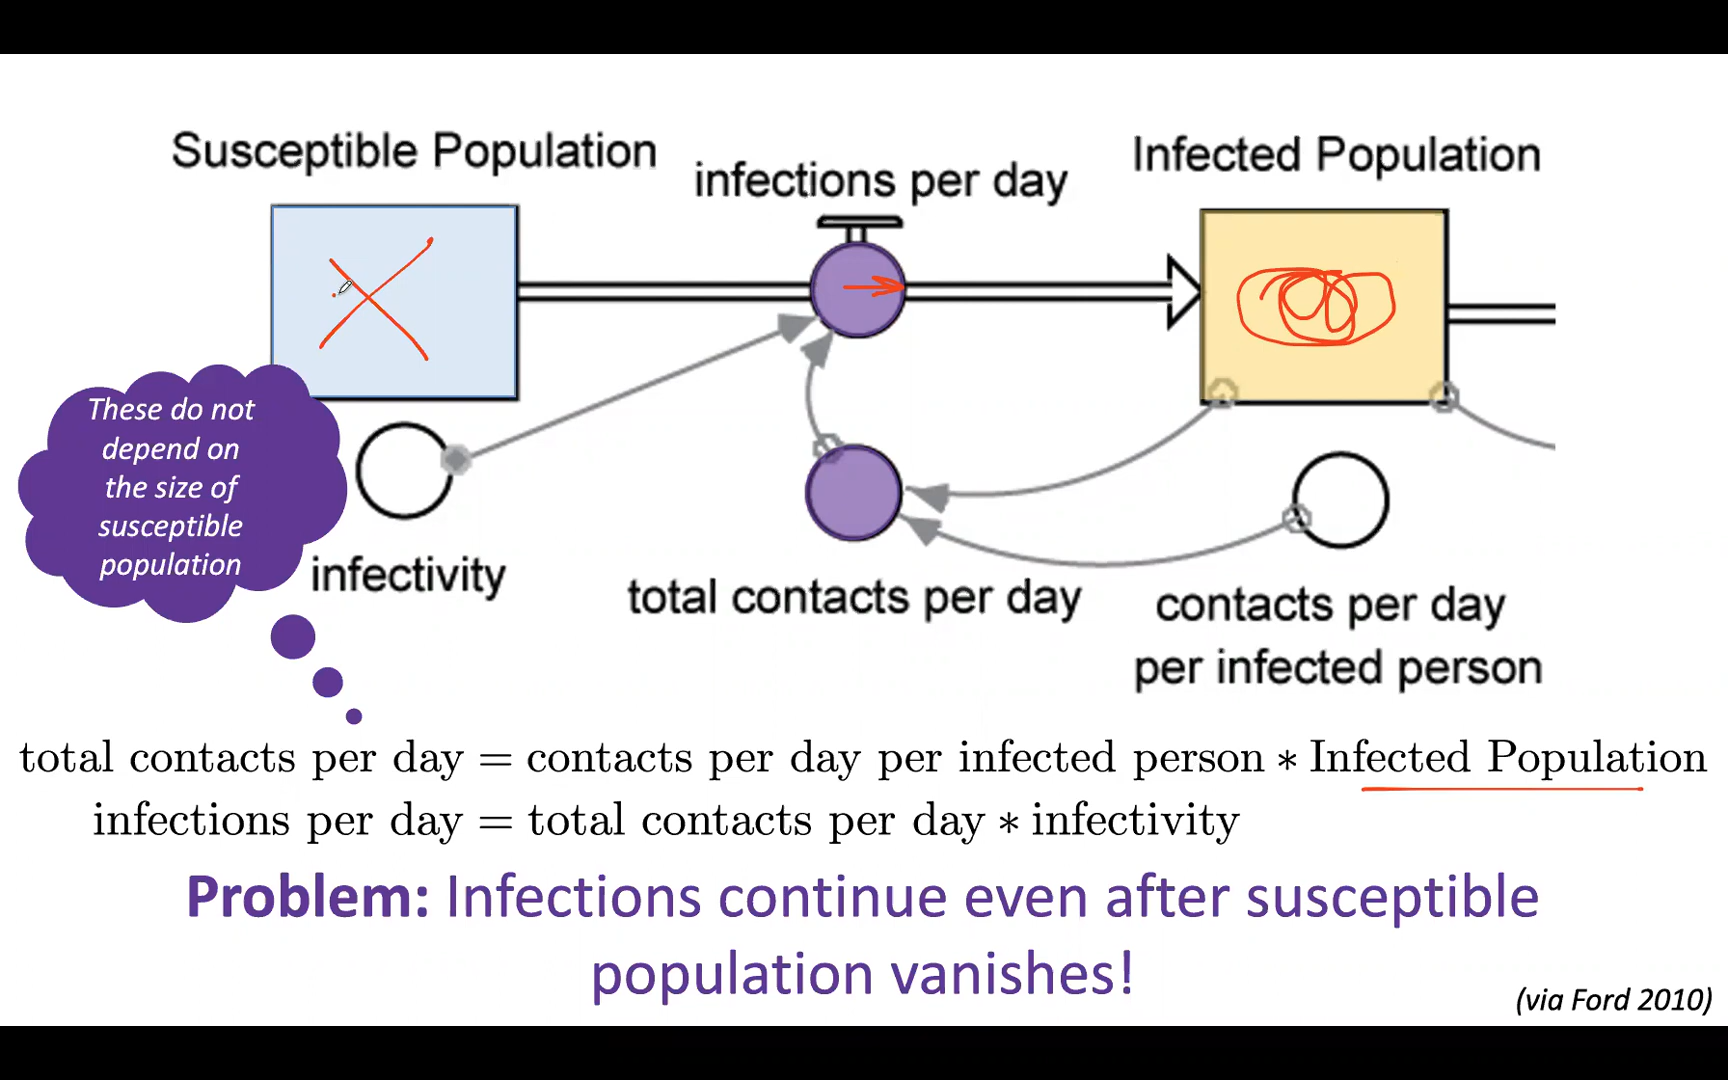 Susceptible Population
infections per day
Infected Population
These do not
depend on
the size of
susceptible
population
infectivity
total contacts per day
contacts per day
per infected person
total contacts per day = contacts per day per infected person ∗ Infected Population
infections per day = total contacts per day ∗ infectivity
Problem: Infections continue even after susceptible
population vanishes!
(via Ford 2010)